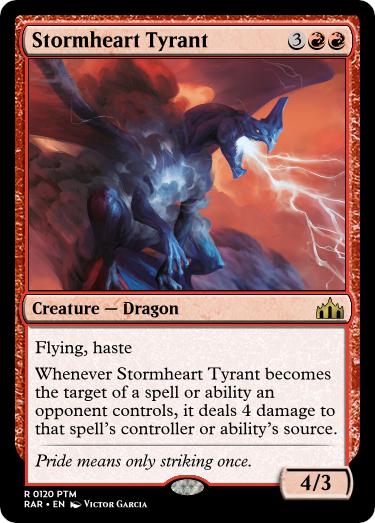 Stormheart Tyrant 3
Creature — Dragon
Flying, haste
Whenever Stormheart Tyrant becomes
the target of a spell or ability an
opponent controls, it deals 4 damage to
that spell's controller or ability's source.
Pride means only striking once.
4/3
R 0120 PTM
RAR • EN Victor Garcia